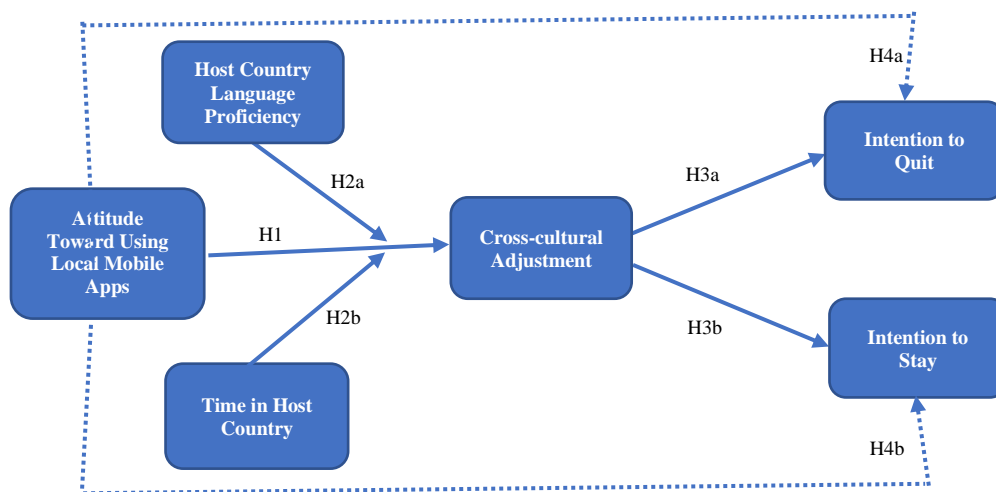 Host Country
Language
Proficiency
H4a
Intention to
Quit
H2a
H3a
Attitude
Toward Using
Local Mobile
Apps
H1
Cross-cultural
Adjustment
H2b
H3b
Intention to
Stay
Time in Host
Country
H4b